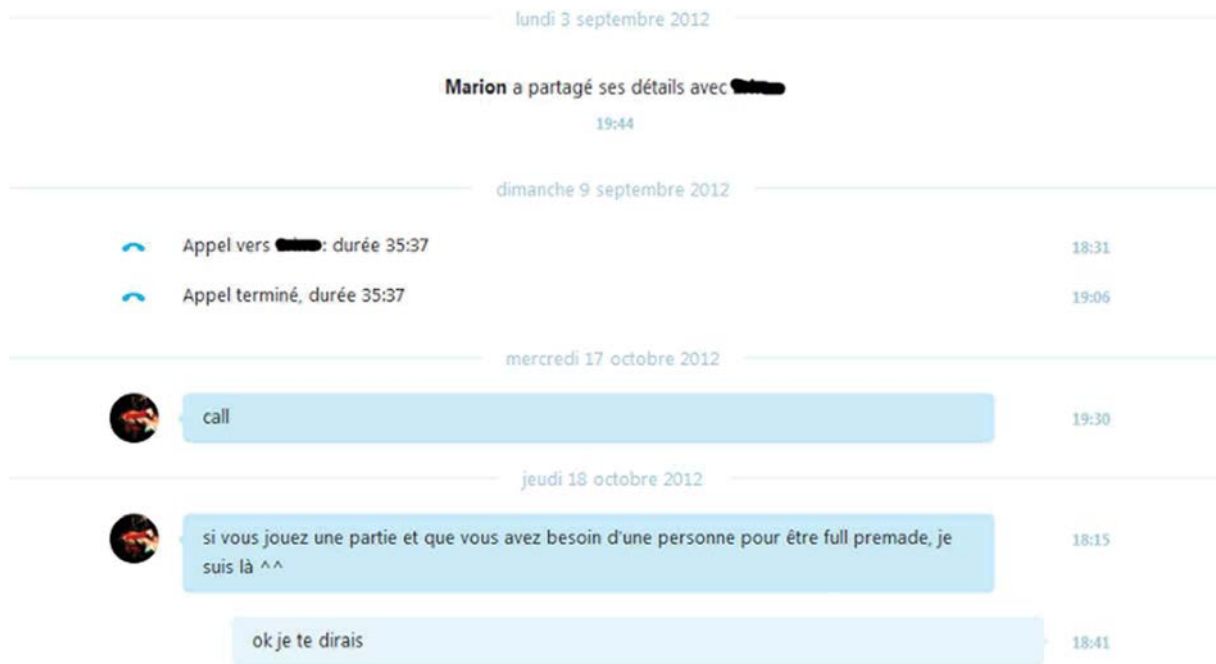 lundi 3 septembre 2012
Marion a partagé ses détails avec
19:44
dimanche 9 septembre 2012
Appel vers : durée 35:37 18:31
Appel terminé, durée 35:37 19:06
mercredi 17 octobre 2012
call 19:30
jeudi 18 octobre 2012
si vous jouez une partie et que vous avez besoin d'une personne pour être full premade, je 18:15
suis là ^^
ok je te dirais 18:41